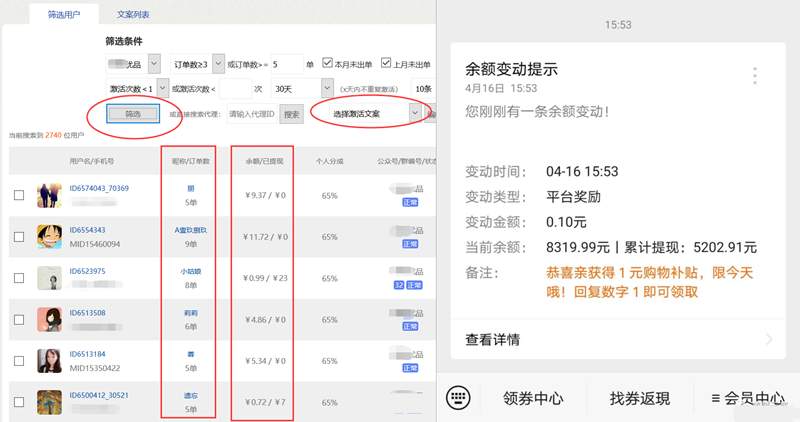 筛选用户 文案列表
筛选条件
优品 订单数≥3 或订单数>= 5 单 本月未出单 上月未出单
激活次数<1 或激活次数< 次 30天 (x天内不重复激活) 10条
筛选 或直接搜索代理: 请输入代理ID 搜索 选择激活文案
当前搜索到 2740 位用户
用户名/手机号 昵称/订单数 余额/已提现 个人分成 公众号/群编号/状态
ID6574043_70369 丽 ¥9.37 / ¥0 65% 品
5单 正常
ID6554343 A壹玖捌玖 ¥11.72 / ¥0 65% 品
MID15460094 9单 正常
ID6523975 小姑娘 ¥0.99 / ¥23 65% 品
8单 32 正常
ID6513508 莉莉 ¥4.86 / ¥0 65% 优品
6单 正常
ID6513184 ¥5.34 / ¥0 65% 优品
MID15350422 5单 正常
ID6500412_30521 遗忘 ¥0.72 / ¥7 65%
5单 正常
15:53
余额变动提示
4月16日 15:53
您刚刚有一条余额变动!
变动时间: 04-16 15:53
变动类型: 平台奖励
变动金额: 0.10元
当前余额: 8319.99元丨累计提现:5202.91元
备注: 恭喜亲获得1元购物补贴,限今天
哦!回复数字1即可领取
查看详情
领券中心 找券返现 会员中心